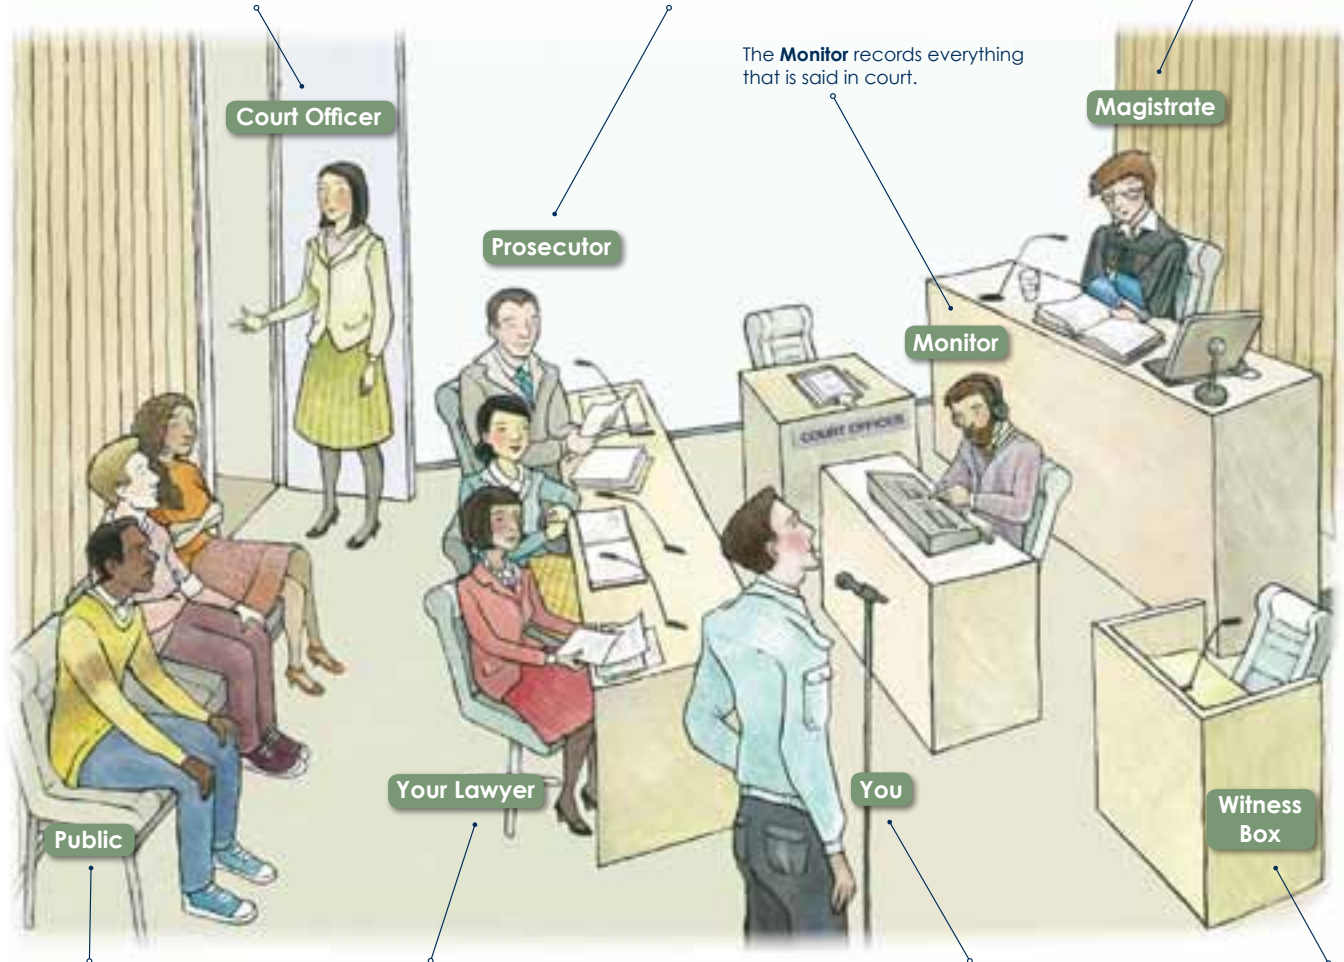 The Monitor records everything
that is said in court.
Court Officer
Magistrate
Prosecutor
Monitor
COURT OFFICER
Your Lawyer
You
Witness
Box
Public